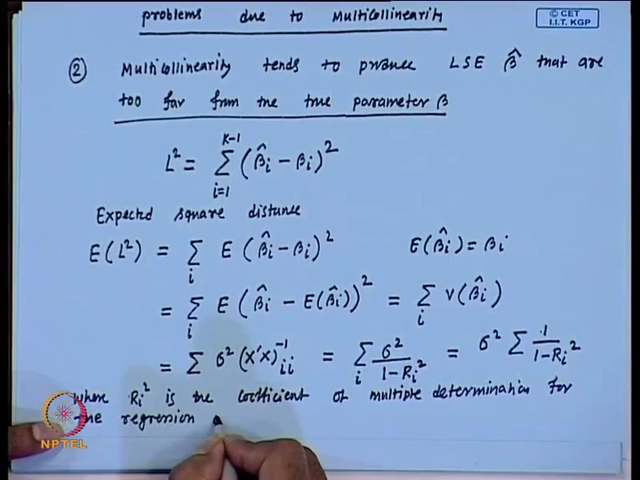 problems due to Multicollinearity
© CET
I.I.T. KGP
② Multicollinearity tends to produce LSE β̂ that are
too far from the true parameter β
L² = Σ_{i=1}^{K-1} (β̂i − βi)²
Expected square distance
E(L²) = Σ_i E(β̂i − βi)² E(β̂i) = βi
= Σ_i E(β̂i − E(β̂i))² = Σ_i V(β̂i)
= Σ σ² (X'X)⁻¹_{ii} = Σ_i σ²/(1−Ri²) = σ² Σ 1/(1−Ri²)
where Ri² is the coefficient of multiple determination for
the regression
NPTEL